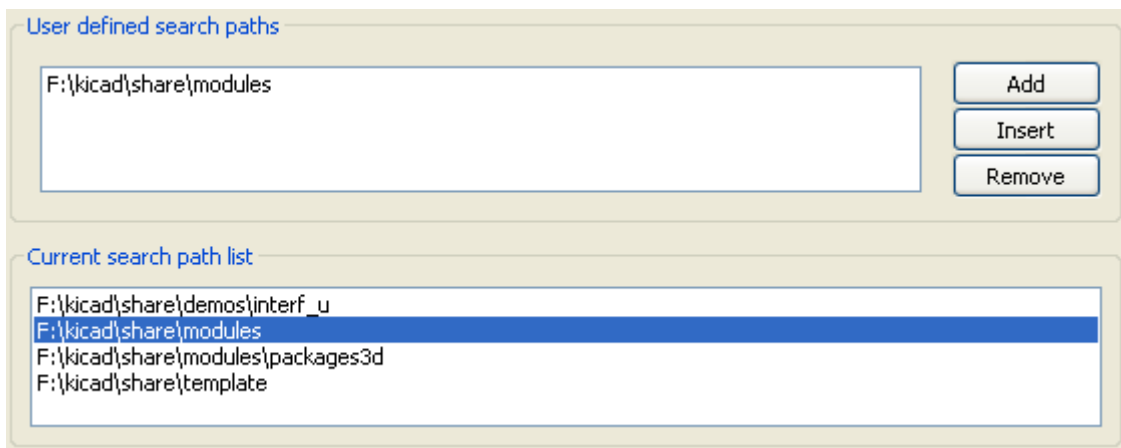 User defined search paths
F:\kicad\share\modules
Add
Insert
Remove
Current search path list
F:\kicad\share\demos\interf_u
F:\kicad\share\modules
F:\kicad\share\modules\packages3d
F:\kicad\share\template